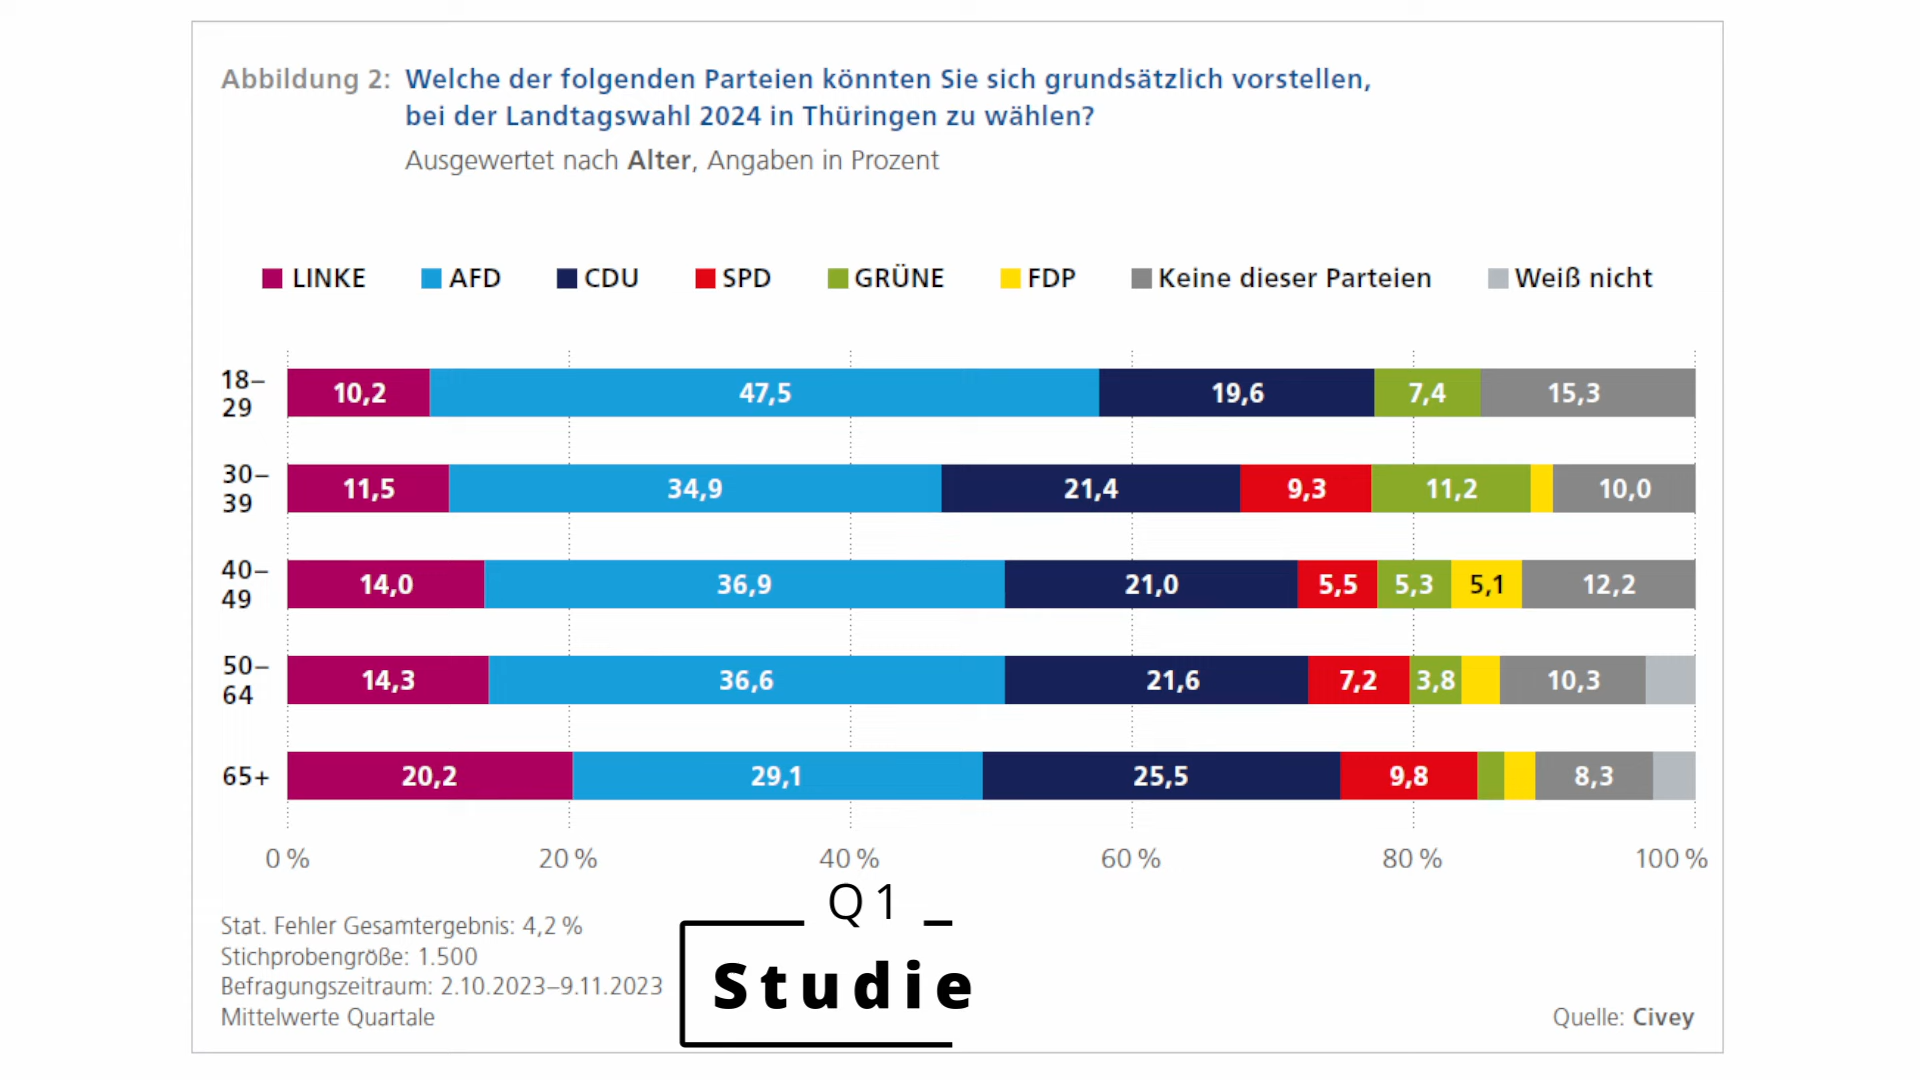 Abbildung 2: Welche der folgenden Parteien könnten Sie sich grundsätzlich vorstellen,
bei der Landtagswahl 2024 in Thüringen zu wählen?
Ausgewertet nach Alter, Angaben in Prozent
LINKE AFD CDU SPD GRÜNE FDP Keine dieser Parteien Weiß nicht
18–
29
10,2 47,5 19,6 7,4 15,3
30–
39
11,5 34,9 21,4 9,3 11,2 10,0
40–
49
14,0 36,9 21,0 5,5 5,3 5,1 12,2
50–
64
14,3 36,6 21,6 7,2 3,8 10,3
65+ 20,2 29,1 25,5 9,8 8,3
0 % 20 % 40 % 60 % 80 % 100 %
Q1
Studie
Stat. Fehler Gesamtergebnis: 4,2 %
Stichprobengröße: 1.500
Befragungszeitraum: 2.10.2023–9.11.2023
Mittelwerte Quartale
Quelle: Civey